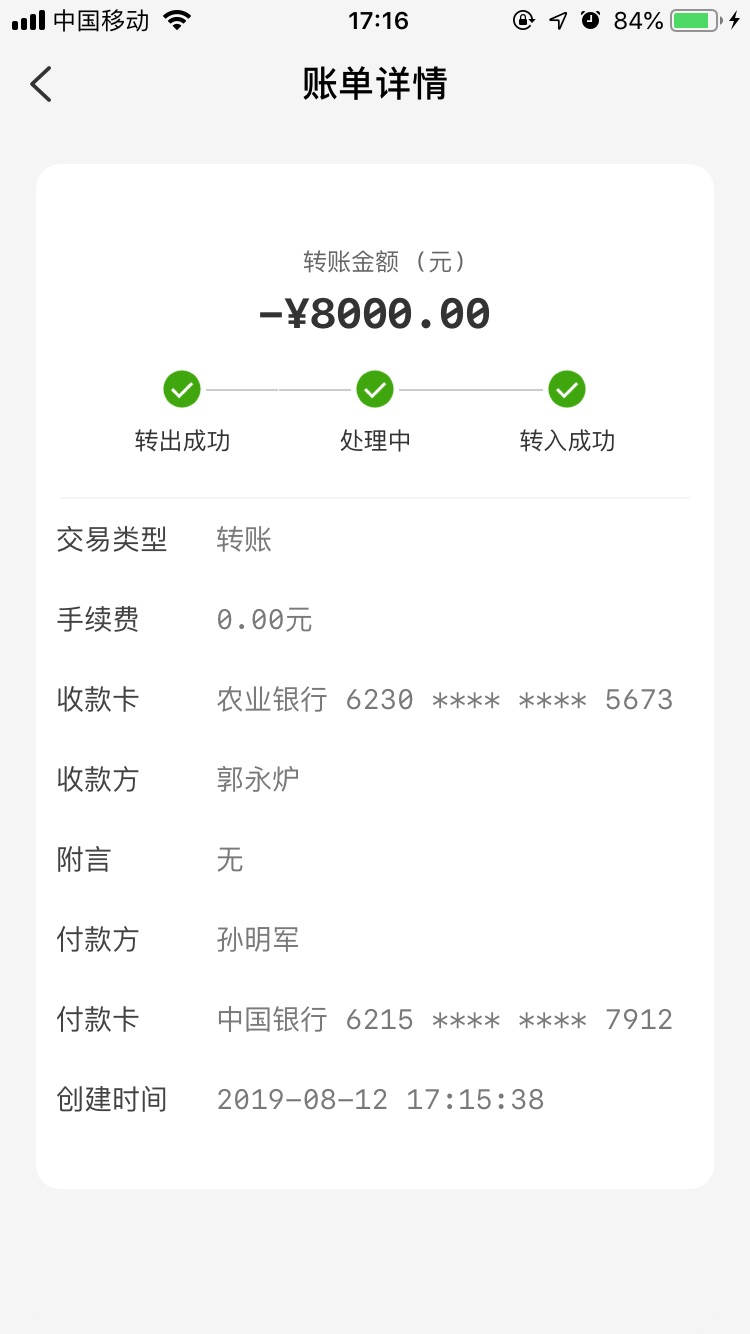 中国移动 17:16 84%
账单详情
转账金额（元）
-¥8000.00
转出成功 处理中 转入成功
交易类型 转账
手续费 0.00元
收款卡 农业银行 6230 **** **** 5673
收款方 郭永炉
附言 无
付款方 孙明军
付款卡 中国银行 6215 **** **** 7912
创建时间 2019-08-12 17:15:38